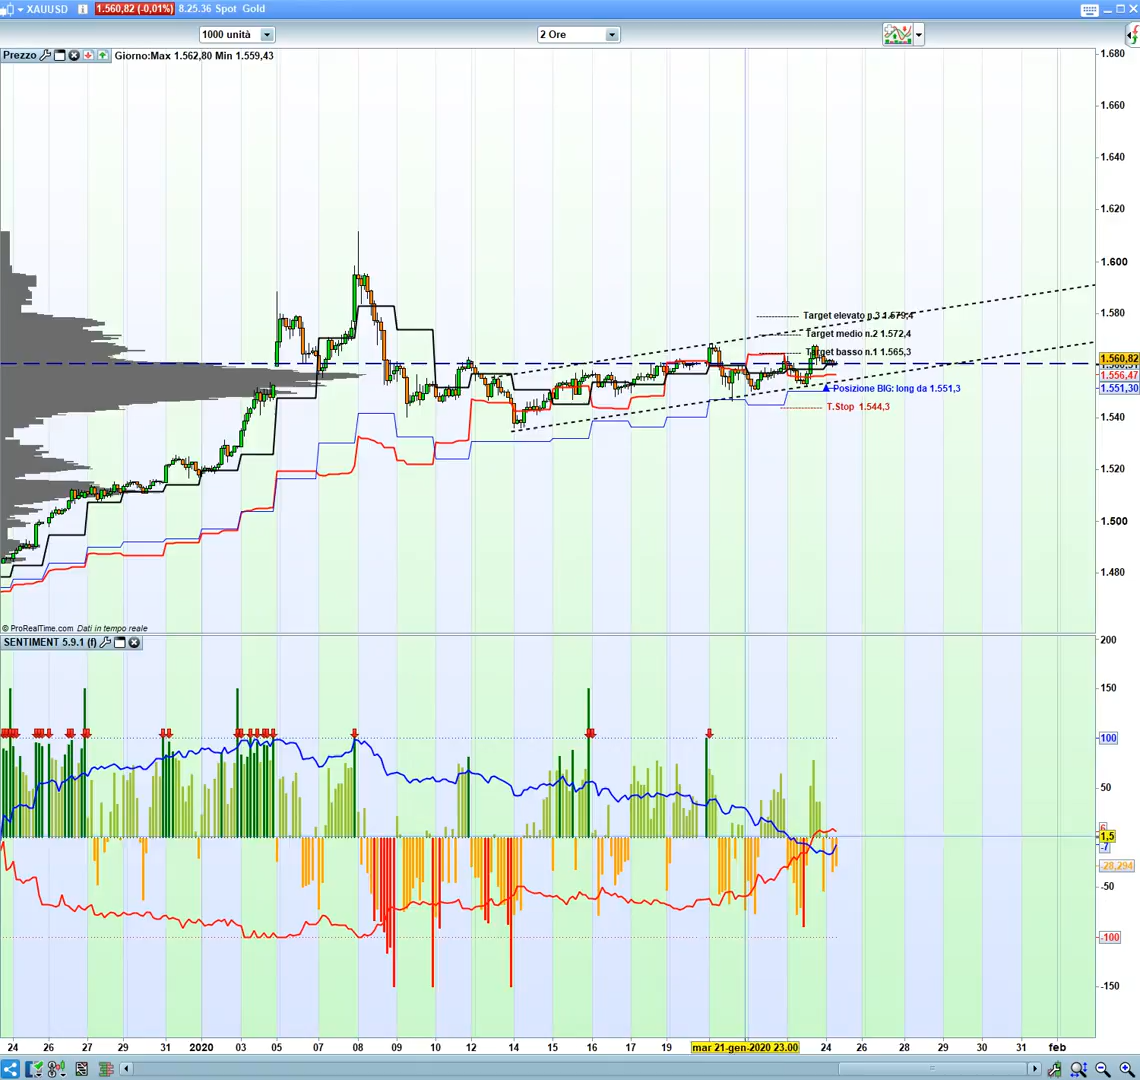 XAUUSD 1.560,82 (-0,01%) 8.25.36 Spot Gold
1000 unità 2 Ore
Prezzo Giorno:Max 1.562,80 Min 1.559,43
1.680
1.660
1.640
1.620
1.600
1.580
1.560,82
1.556,47
1.551,30
1.540
1.520
1.500
1.480
Target elevato n.3 1.579,4
Target medio n.2 1.572,4
Target basso n.1 1.565,3
Posizione BIG: long da 1.551,3
T.Stop 1.544,3
© ProRealTime.com Dati in tempo reale
SENTIMENT 5.9.1 (f)
200
150
100
50
1,5
-7
-28,294
-50
-100
-150
24 26 27 29 31 2020 03 05 07 08 09 10 12 14 15 16 17 19 mar 21-gen-2020 23.00 24 26 28 29 30 31 feb